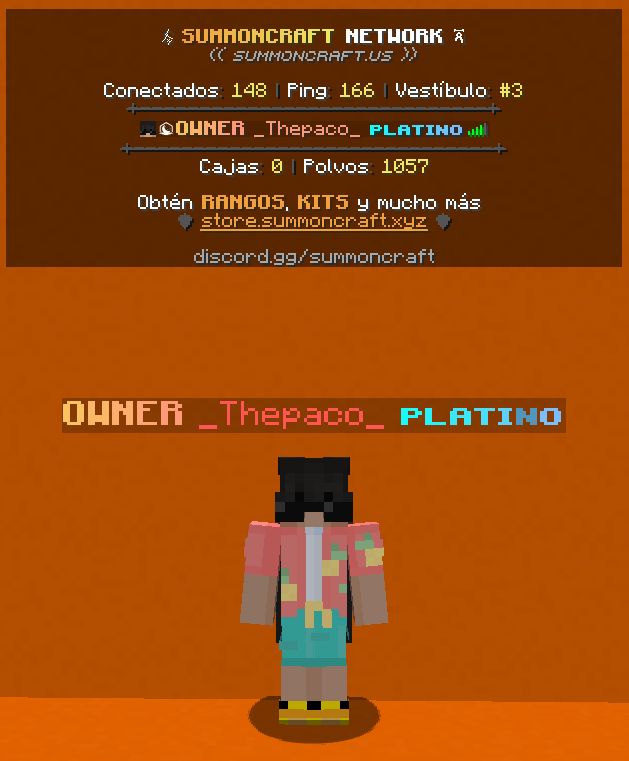 SUMMONCRAFT NETWORK
(( SUMMONCRAFT.US ))
Conectados: 148 | Ping: 166 | Vestíbulo: #3
OWNER _Thepaco_ PLATINO
Cajas: 0 | Polvos: 1057
Obtén RANGOS, KITS y mucho más
store.summoncraft.xyz
discord.gg/summoncraft
OWNER _Thepaco_ PLATINO